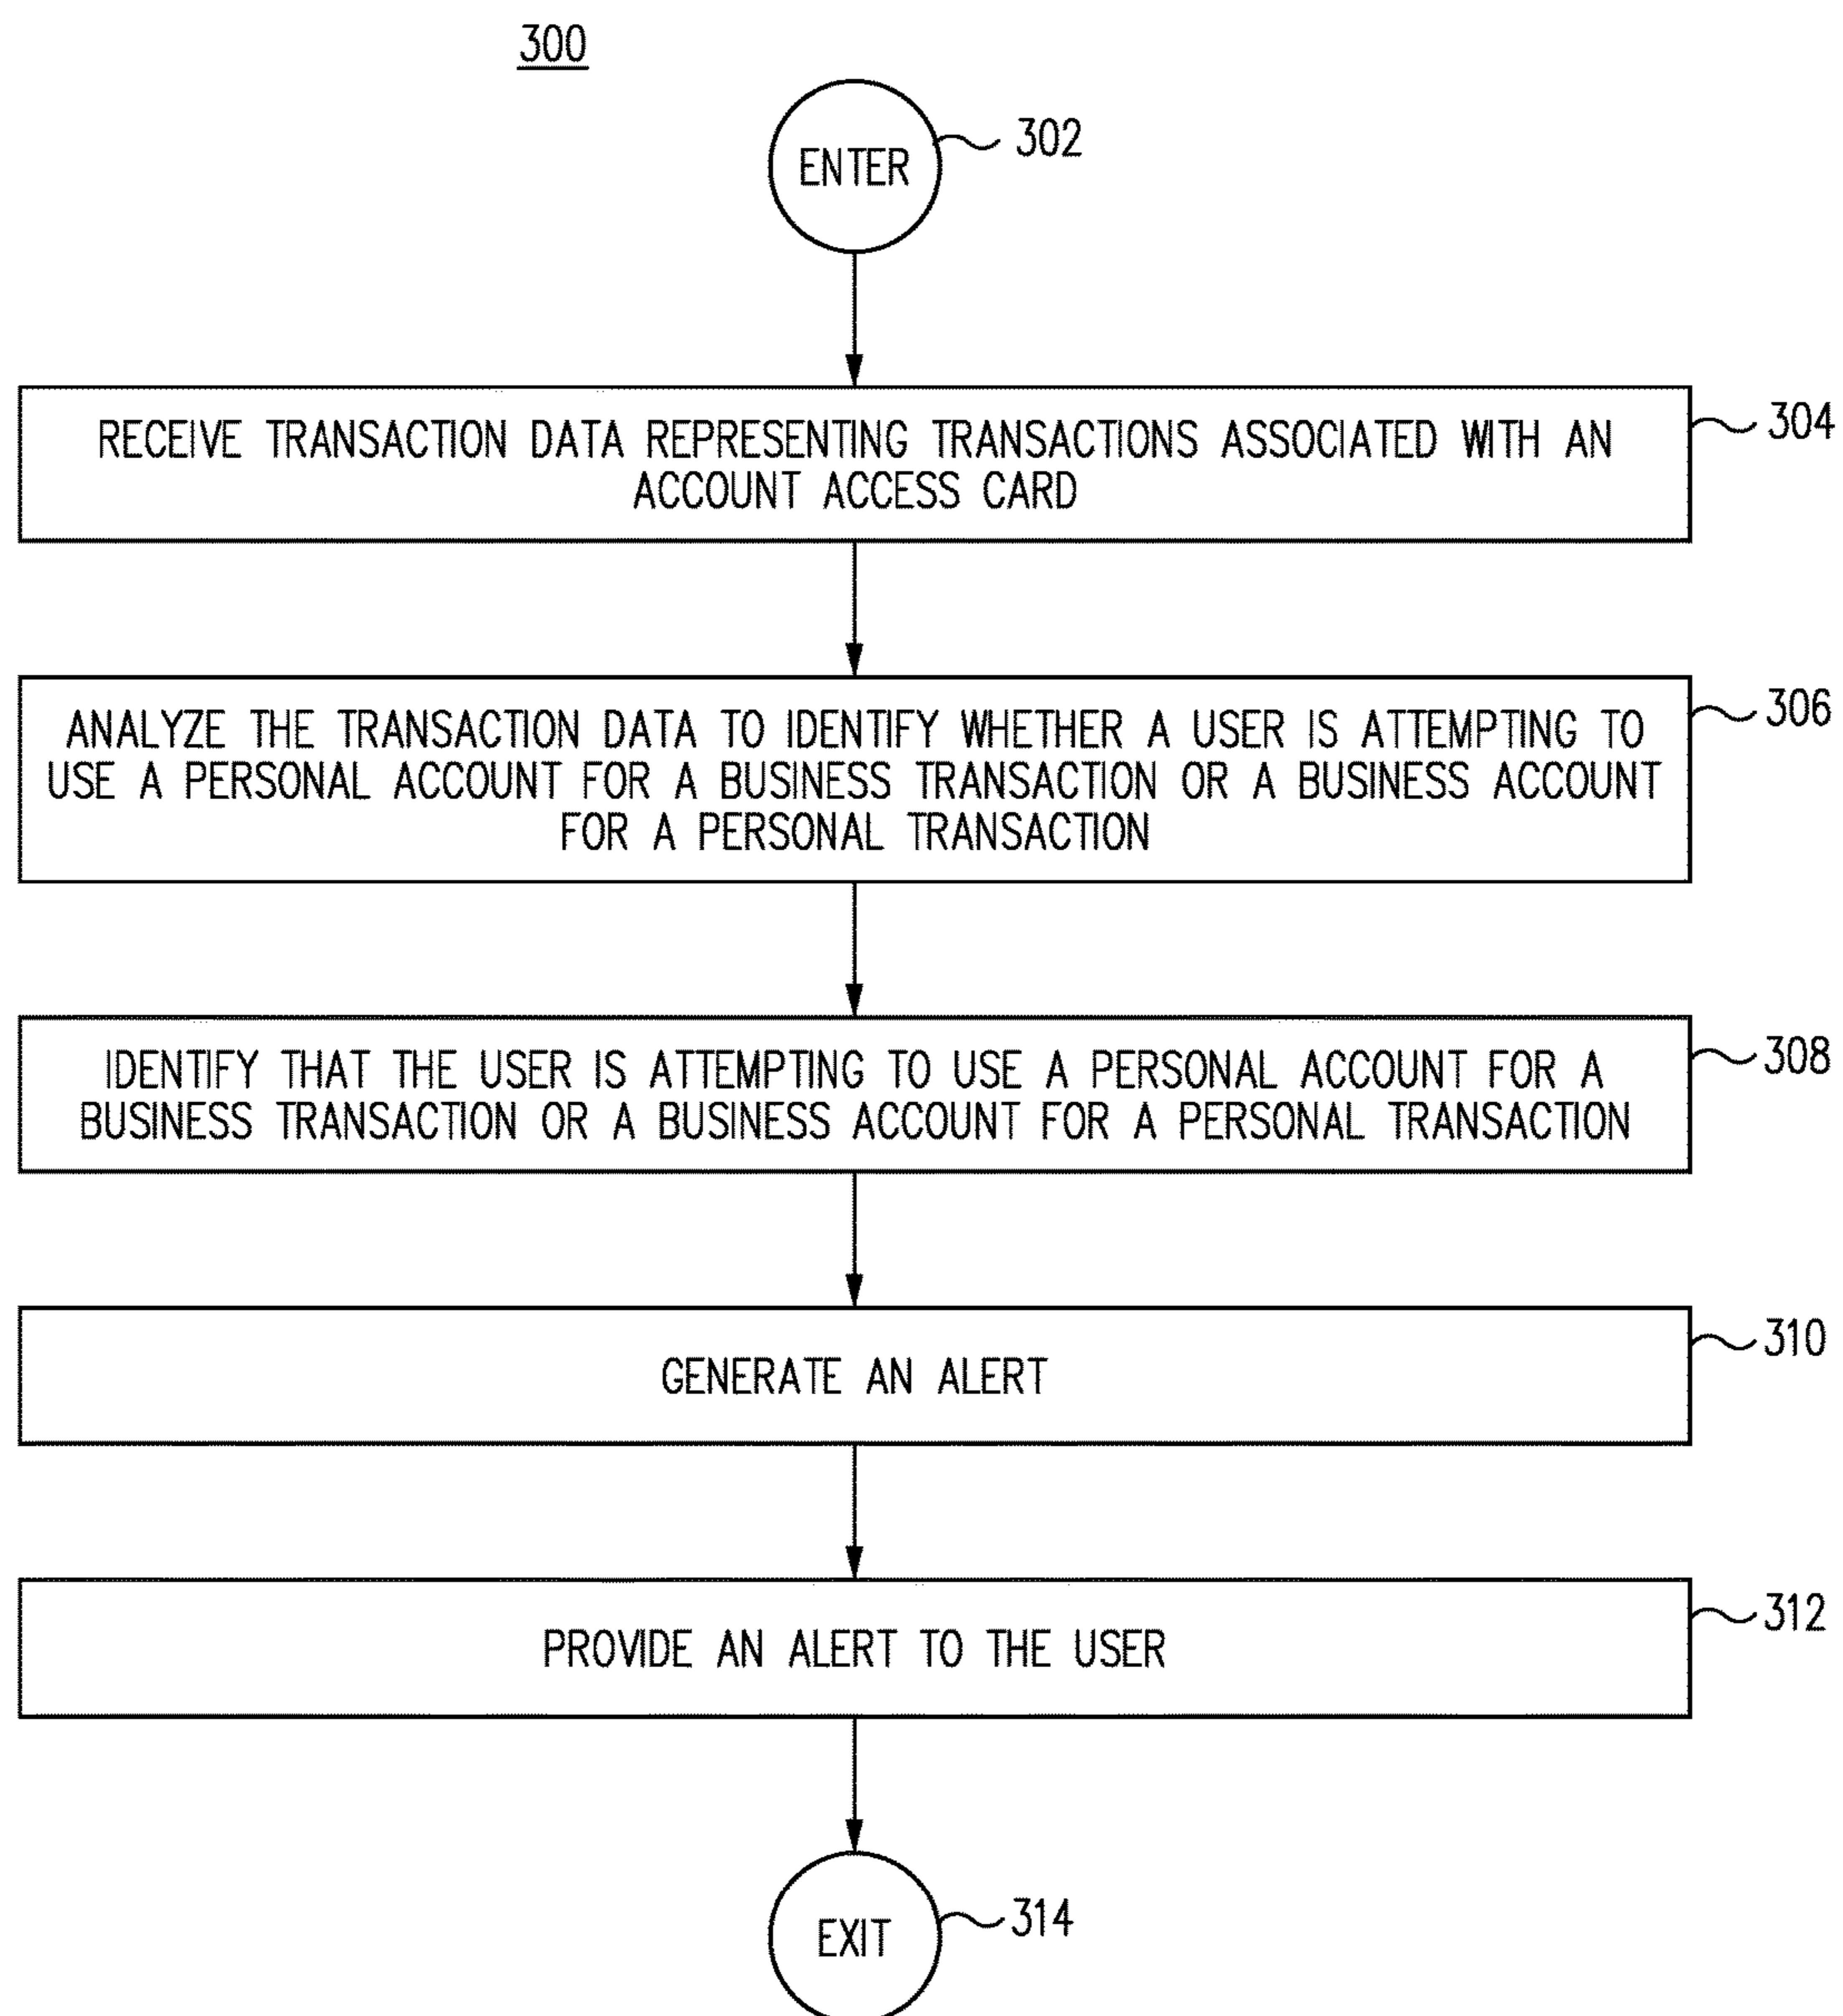 300
ENTER
302
RECEIVE TRANSACTION DATA REPRESENTING TRANSACTIONS ASSOCIATED WITH AN
ACCOUNT ACCESS CARD
304
ANALYZE THE TRANSACTION DATA TO IDENTIFY WHETHER A USER IS ATTEMPTING TO
USE A PERSONAL ACCOUNT FOR A BUSINESS TRANSACTION OR A BUSINESS ACCOUNT
FOR A PERSONAL TRANSACTION
306
IDENTIFY THAT THE USER IS ATTEMPTING TO USE A PERSONAL ACCOUNT FOR A
BUSINESS TRANSACTION OR A BUSINESS ACCOUNT FOR A PERSONAL TRANSACTION
308
GENERATE AN ALERT
310
PROVIDE AN ALERT TO THE USER
312
EXIT
314